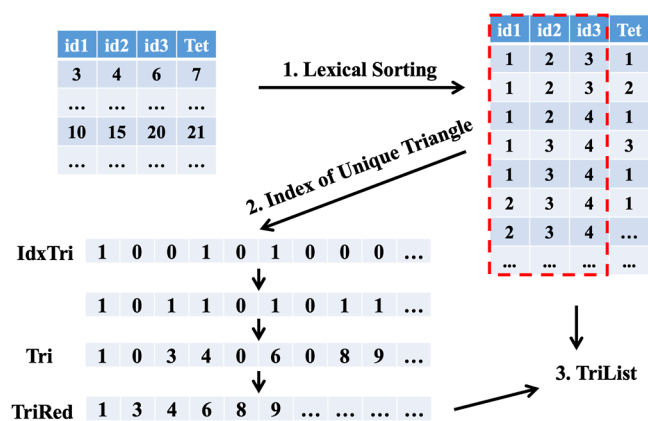 id1 id2 id3 Tet
3 4 6 7
... ... ... ...
10 15 20 21
... ... ... ...
1. Lexical Sorting
id1 id2 id3 Tet
1 2 3 1
1 2 3 2
1 2 4 1
1 3 4 3
1 3 4 1
2 3 4 1
2 3 4 ...
... ... ... ...
2. Index of Unique Triangle
IdxTri 1 0 0 1 0 1 0 0 0 ...
1 0 1 1 0 1 0 1 1 ...
Tri 1 0 3 4 0 6 0 8 9 ...
TriRed 1 3 4 6 8 9 ... ... ... ...
3. TriList